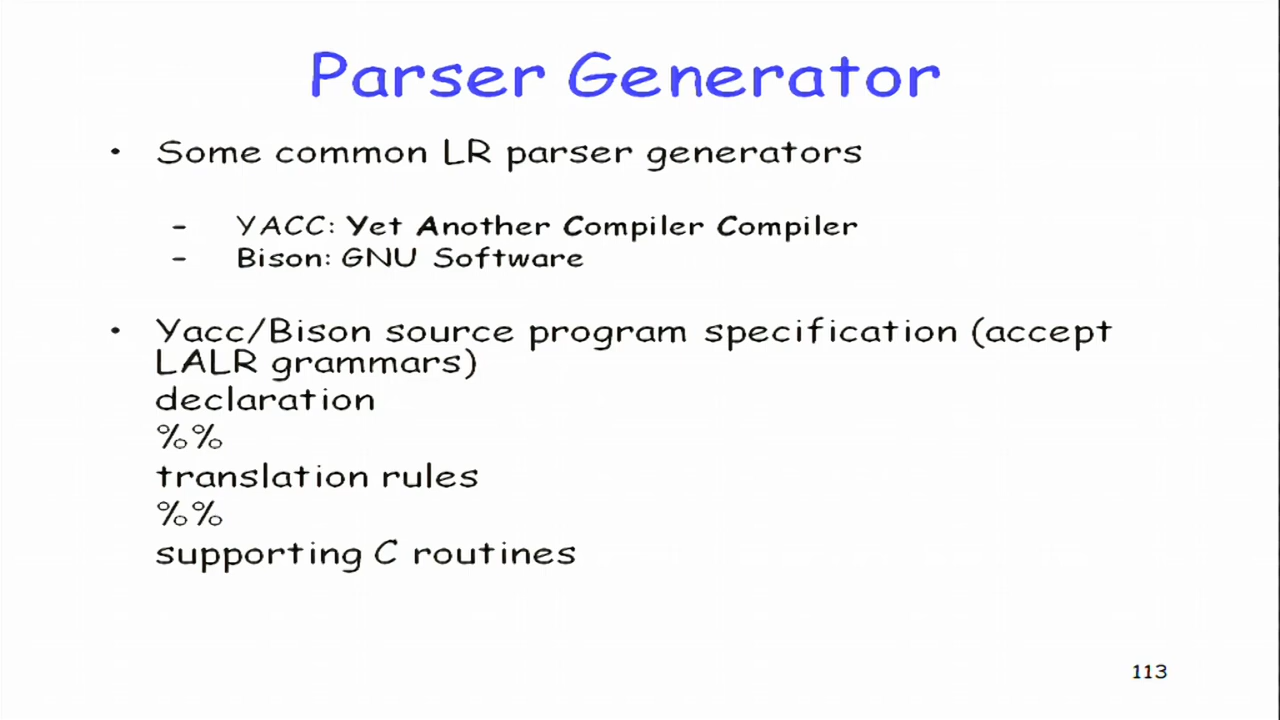 Parser Generator
• Some common LR parser generators
- YACC: Yet Another Compiler Compiler
- Bison: GNU Software
• Yacc/Bison source program specification (accept
LALR grammars)
declaration
%%
translation rules
%%
supporting C routines
113